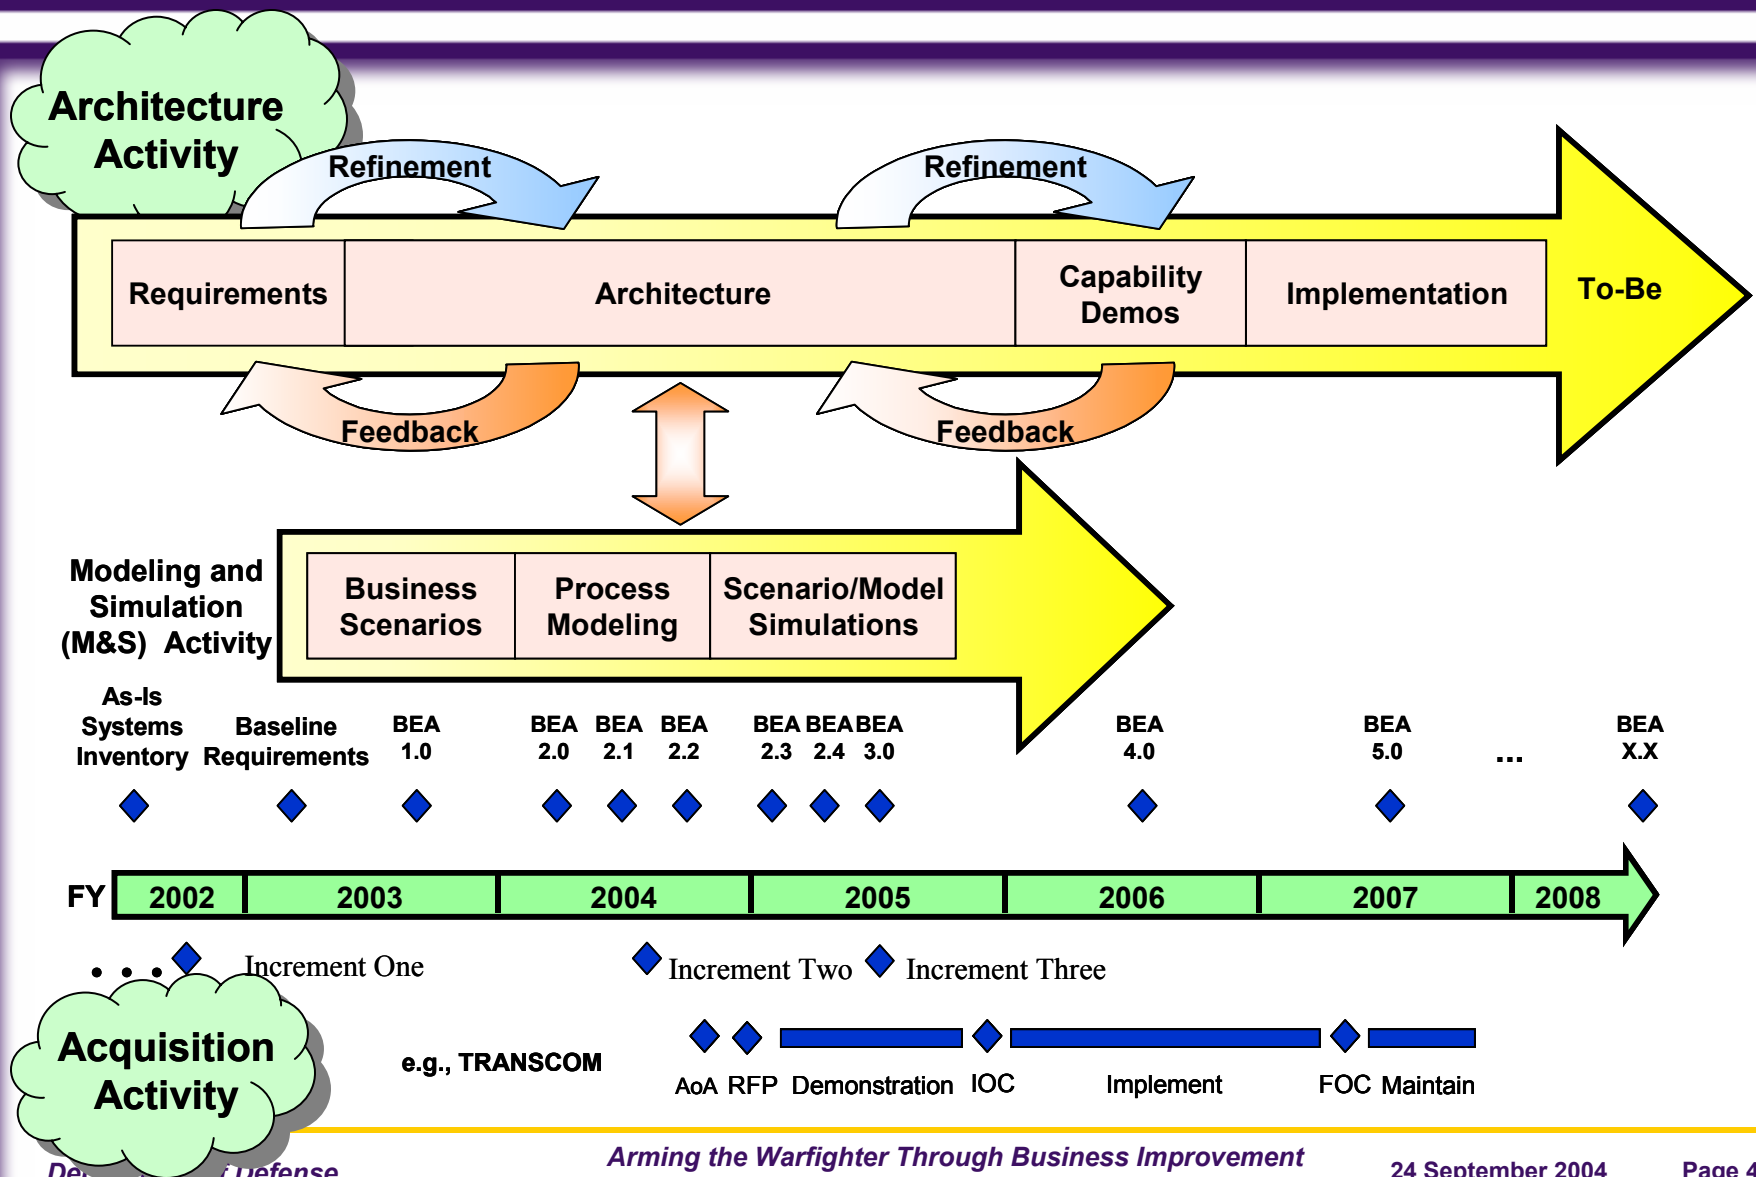 Architecture
Activity
Refinement
Refinement
Requirements
Architecture
Capability
Demos
Implementation
To-Be
Feedback
Feedback
Modeling and
Simulation
(M&S) Activity
Business
Scenarios
Process
Modeling
Scenario/Model
Simulations
As-Is
Systems
Inventory
Baseline
Requirements
BEA
1.0
BEA
2.0
BEA
2.1
BEA
2.2
BEA
2.3
BEA
2.4
BEA
3.0
BEA
4.0
BEA
5.0
...
BEA
X.X
FY 2002 2003 2004 2005 2006 2007 2008
• • •
Increment One
Increment Two
Increment Three
Acquisition
Activity
e.g., TRANSCOM
AoA RFP Demonstration IOC Implement FOC Maintain
Arming the Warfighter Through Business Improvement
Defense
24 September 2004
Page 4